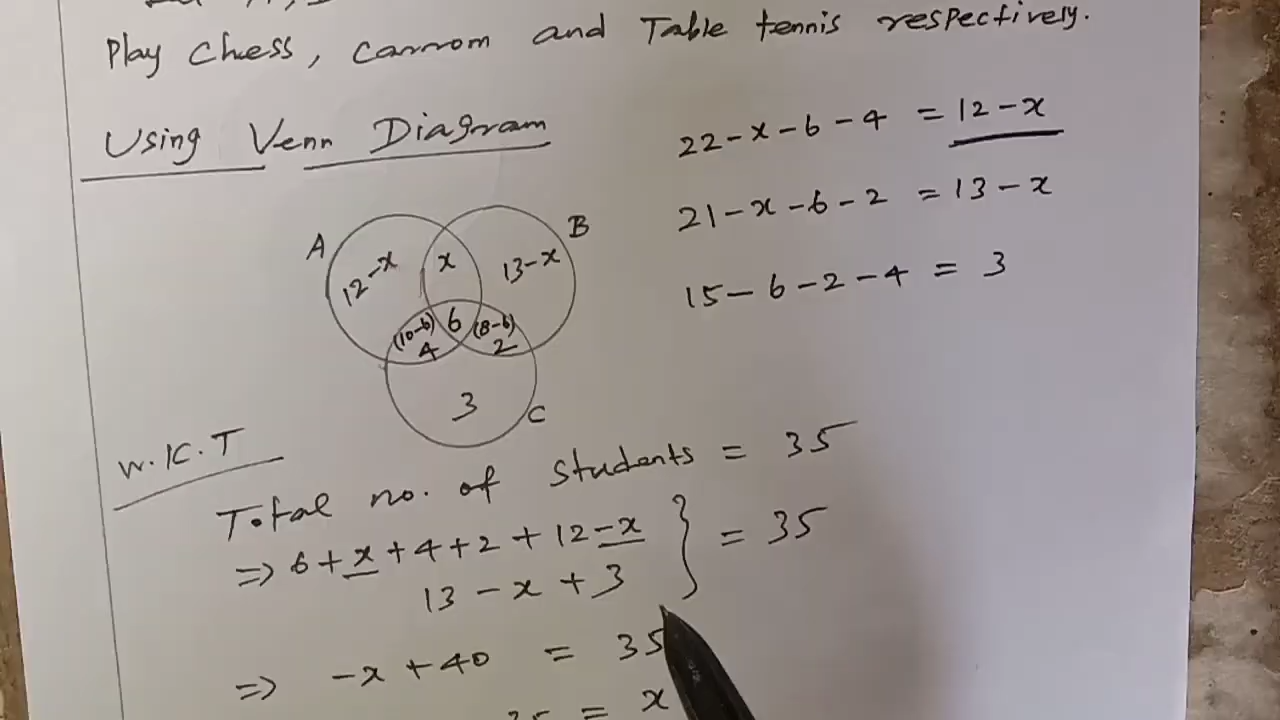 Play Chess, carrom and Table tennis respectively.
Using Venn Diagram
22-x-6-4 = 12-x
21-x-6-2 = 13-x
15-6-2-4 = 3
A
B
12-x
x
13-x
(10-6)
6
(8-6)
4
2
3
C
W.K.T
Total no. of students = 35
=> 6+x+4+2+12-x
13-x+3 } = 35
=> -x+40 = 35
35 = x